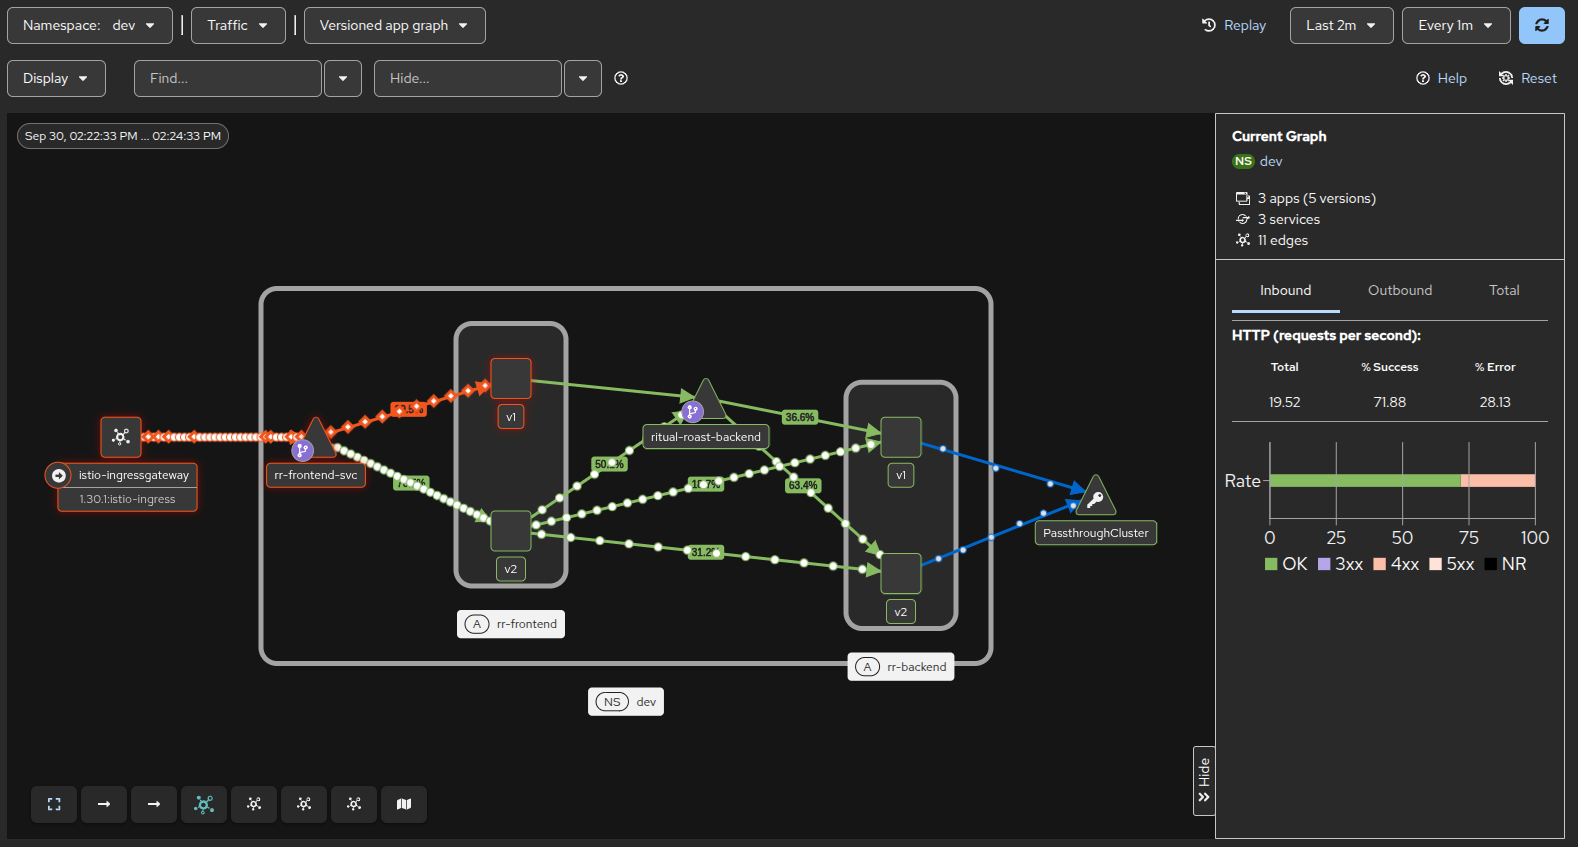 Namespace: dev
Traffic
Versioned app graph
Replay
Last 2m
Every 1m
Display
Find...
Hide...
Help
Reset
Sep 30, 02:22:33 PM ... 02:24:33 PM
Current Graph
NS dev
3 apps (5 versions)
3 services
11 edges
Inbound
Outbound
Total
HTTP (requests per second):
Total
% Success
% Error
19.52
71.88
28.13
Rate
0
25
50
75
100
OK
3xx
4xx
5xx
NR
Hide
istio-ingressgateway
1.30.1:istio-ingress
rr-frontend-svc
v1
v2
A rr-frontend
ritual-roast-backend
36.6%
63.4%
31.2%
v1
v2
A rr-backend
NS dev
PassthroughCluster